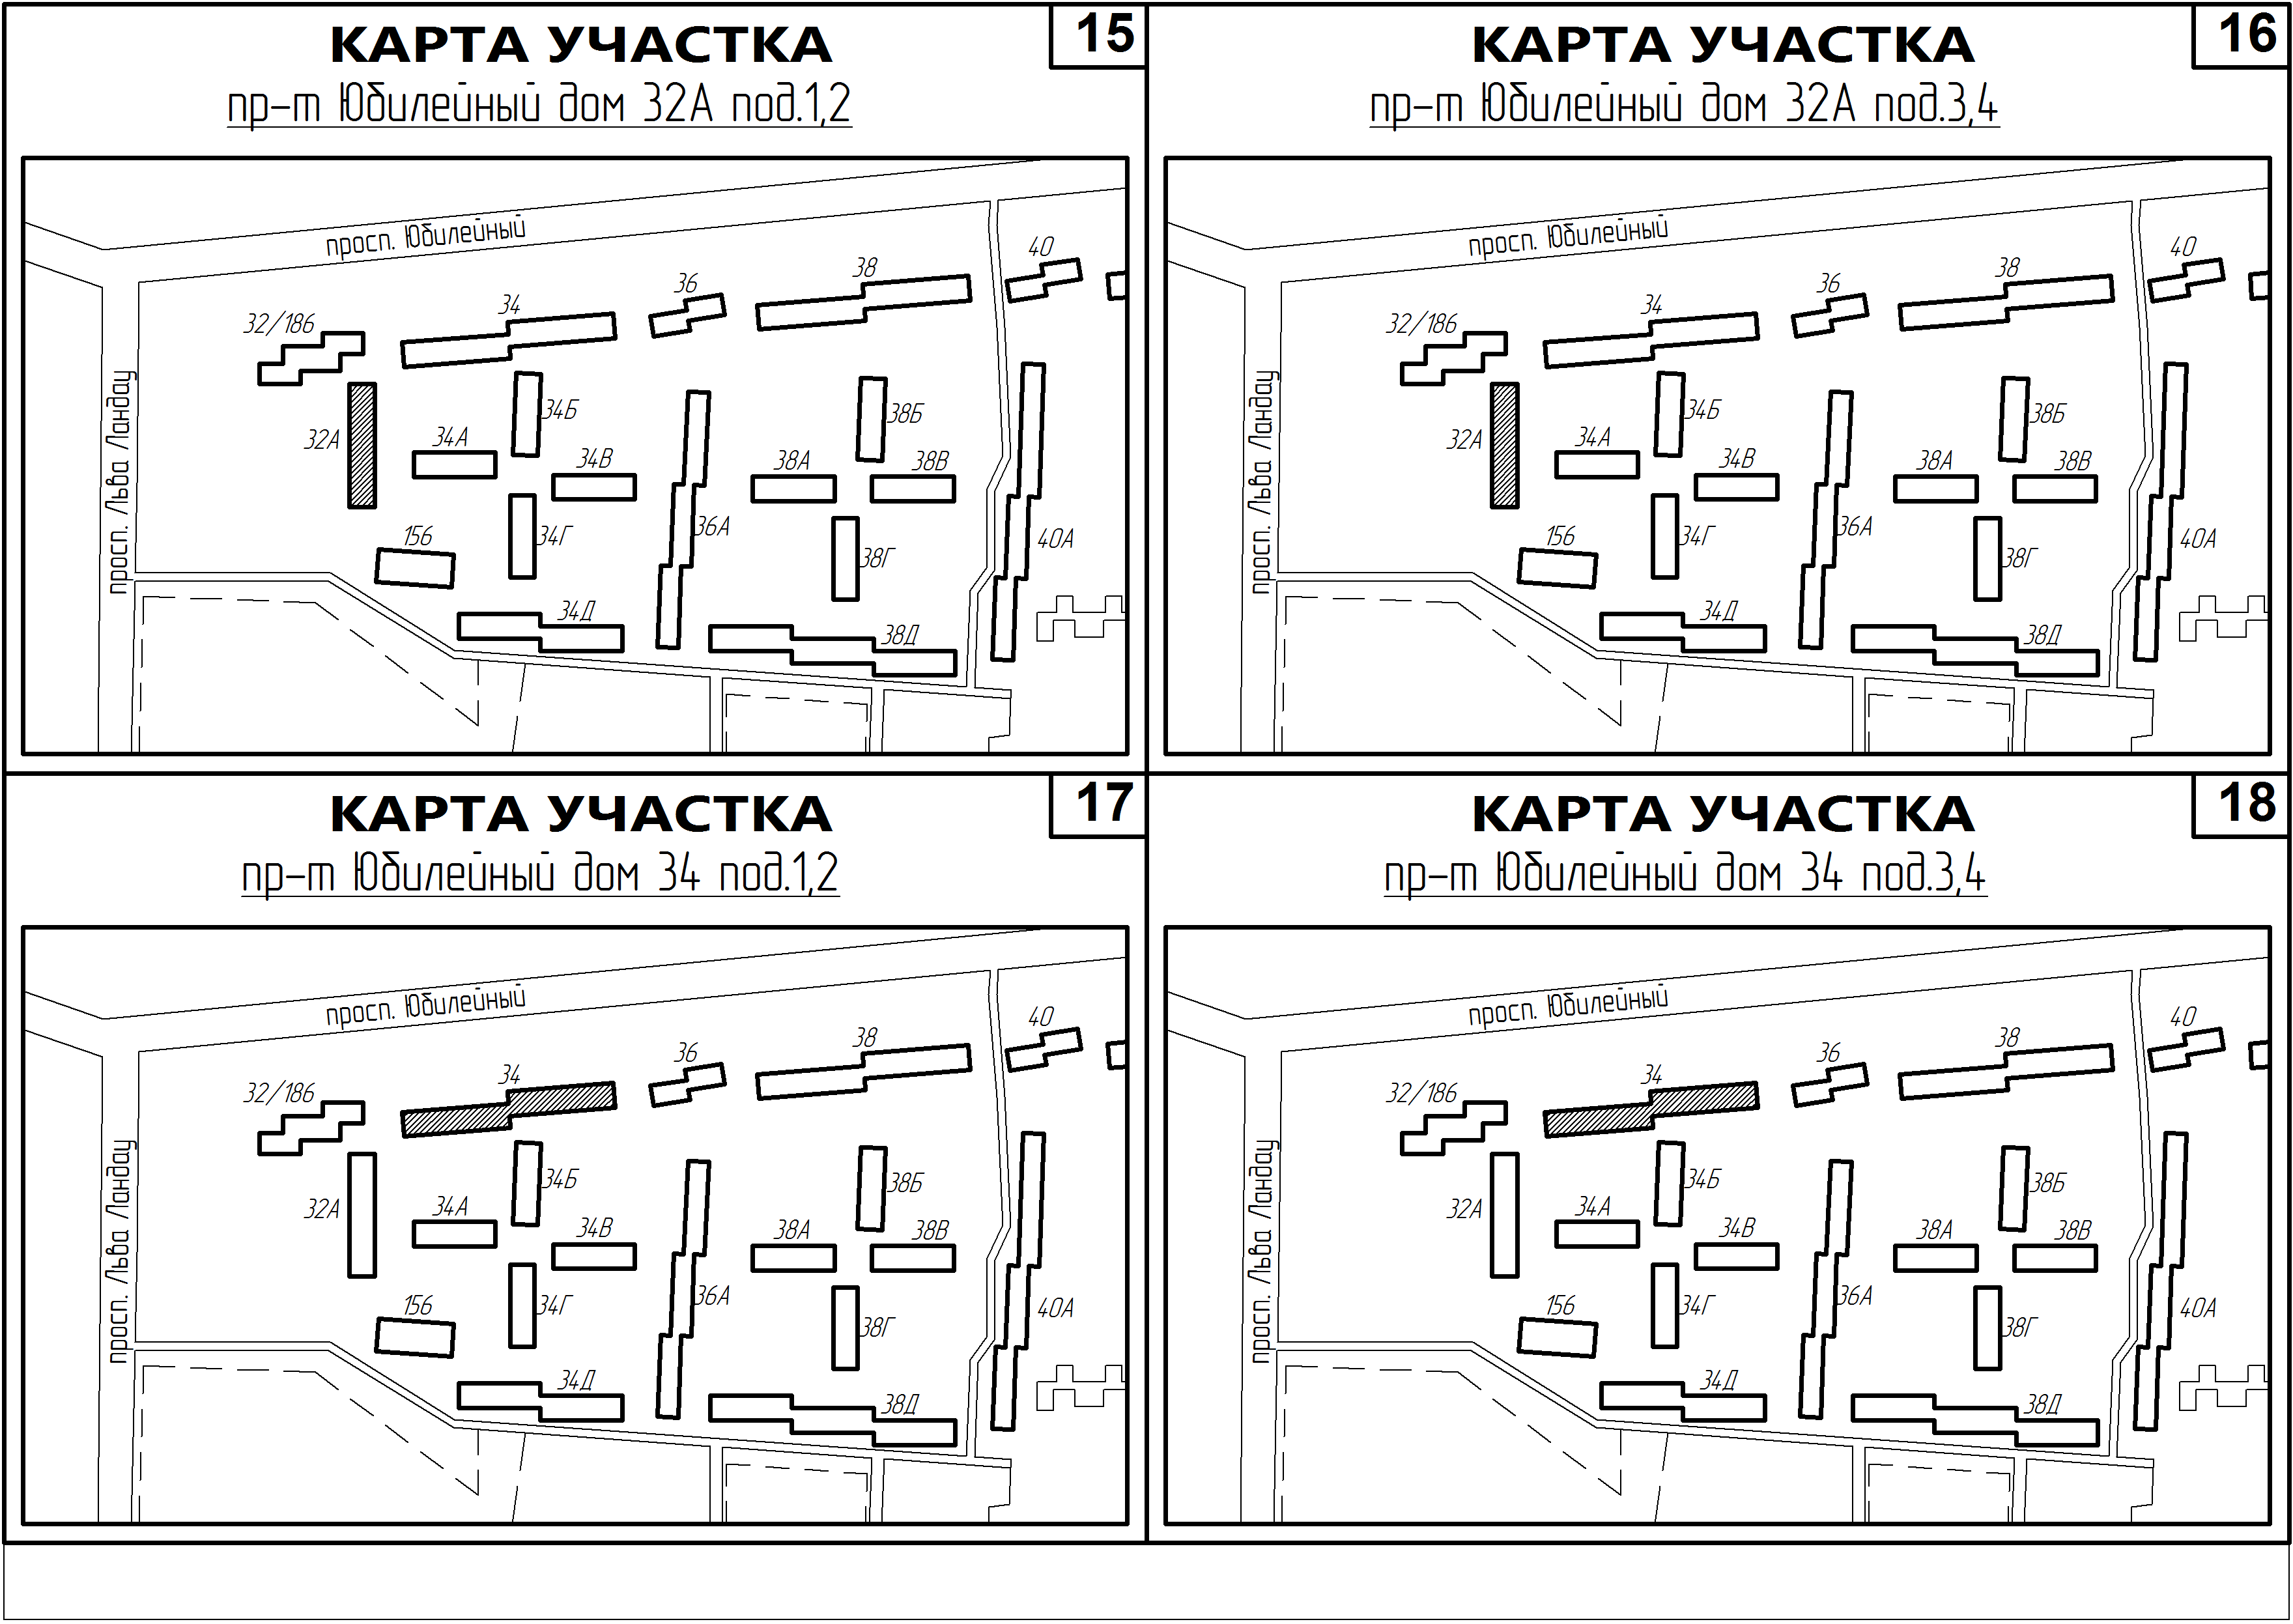 КАРТА УЧАСТКА
15
пр-т Юбилейный дом 32А под.1,2
просп. Юбилейный
40
38
36
34
32/186
34Б
38Б
32А
34А
34В
38А
38В
просп. Льва Ландау
156
34Г
36А
38Г
40А
34Д
38Д
КАРТА УЧАСТКА
16
пр-т Юбилейный дом 32А под.3,4
просп. Юбилейный
40
38
36
34
32/186
34Б
38Б
32А
34А
34В
38А
38В
просп. Льва Ландау
156
34Г
36А
38Г
40А
34Д
38Д
КАРТА УЧАСТКА
17
пр-т Юбилейный дом 34 под.1,2
просп. Юбилейный
40
38
36
34
32/186
34Б
38Б
32А
34А
34В
38А
38В
просп. Льва Ландау
156
34Г
36А
38Г
40А
34Д
38Д
КАРТА УЧАСТКА
18
пр-т Юбилейный дом 34 под.3,4
просп. Юбилейный
40
38
36
34
32/186
34Б
38Б
32А
34А
34В
38А
38В
просп. Льва Ландау
156
34Г
36А
38Г
40А
34Д
38Д